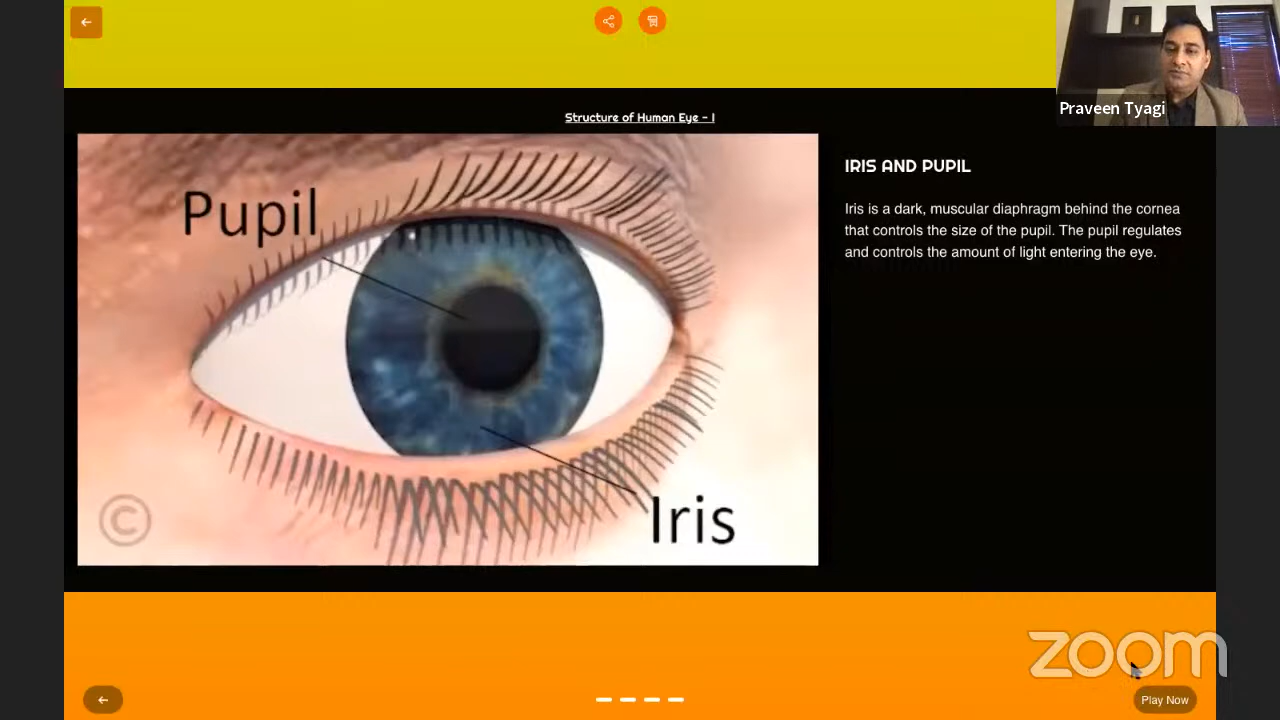 Praveen Tyagi
Structure of Human Eye - I
Pupil
Iris
©
IRIS AND PUPIL
Iris is a dark, muscular diaphragm behind the cornea
that controls the size of the pupil. The pupil regulates
and controls the amount of light entering the eye.
zoom
Play Now